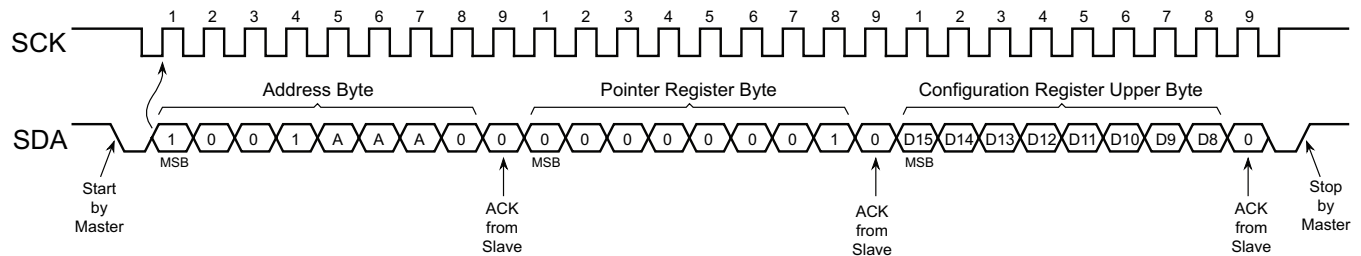 1 2 3 4 5 6 7 8 9 1 2 3 4 5 6 7 8 9 1 2 3 4 5 6 7 8 9
SCK
Address Byte Pointer Register Byte Configuration Register Upper Byte
SDA 1 0 0 1 A A A 0 0 0 0 0 0 0 0 0 1 0 D15 D14 D13 D12 D11 D10 D9 D8 0
MSB MSB MSB
Start
by
Master
ACK
from
Slave
ACK
from
Slave
ACK
from
Slave
Stop
by
Master